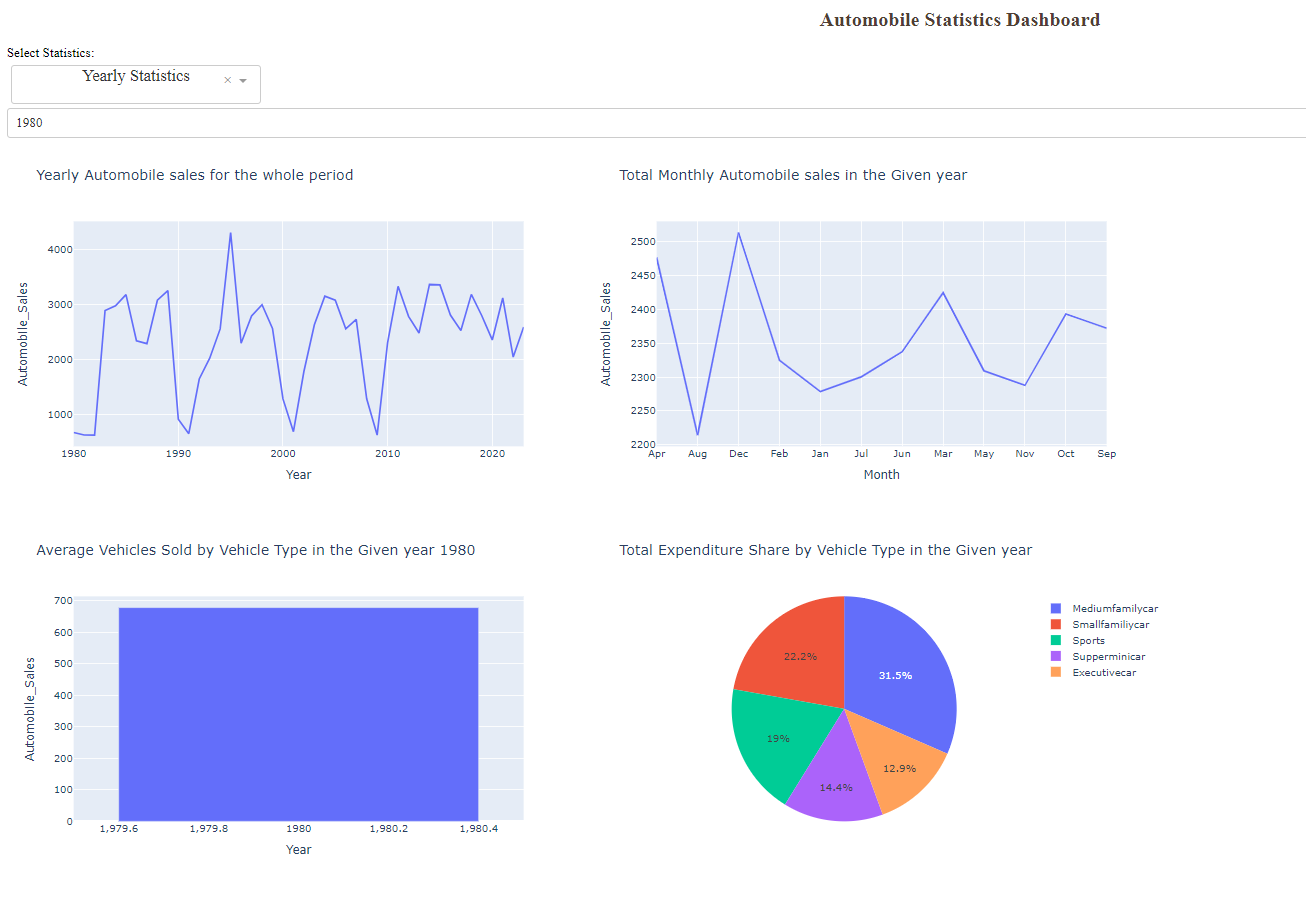 Automobile Statistics Dashboard
Select Statistics:
Yearly Statistics ×
1980
Yearly Automobile sales for the whole period
Automobile_Sales
4000
3000
2000
1000
1980 1990 2000 2010 2020
Year
Total Monthly Automobile sales in the Given year
Automobile_Sales
2500
2450
2400
2350
2300
2250
2200
Apr Aug Dec Feb Jan Jul Jun Mar May Nov Oct Sep
Month
Average Vehicles Sold by Vehicle Type in the Given year 1980
Automobile_Sales
700
600
500
400
300
200
100
0
1,979.6 1,979.8 1980 1,980.2 1,980.4
Year
Total Expenditure Share by Vehicle Type in the Given year
31.5%
22.2%
19%
14.4%
12.9%
Mediumfamilycar
Smallfamiliycar
Sports
Supperminicar
Executivecar